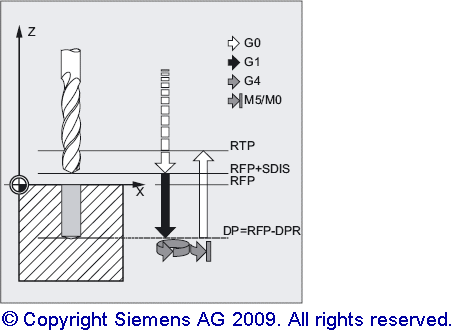 Z
G0
G1
G4
M5/M0
RTP
RFP+SDIS
RFP
X
DP=RFP-DPR
© Copyright Siemens AG 2009. All rights reserved.